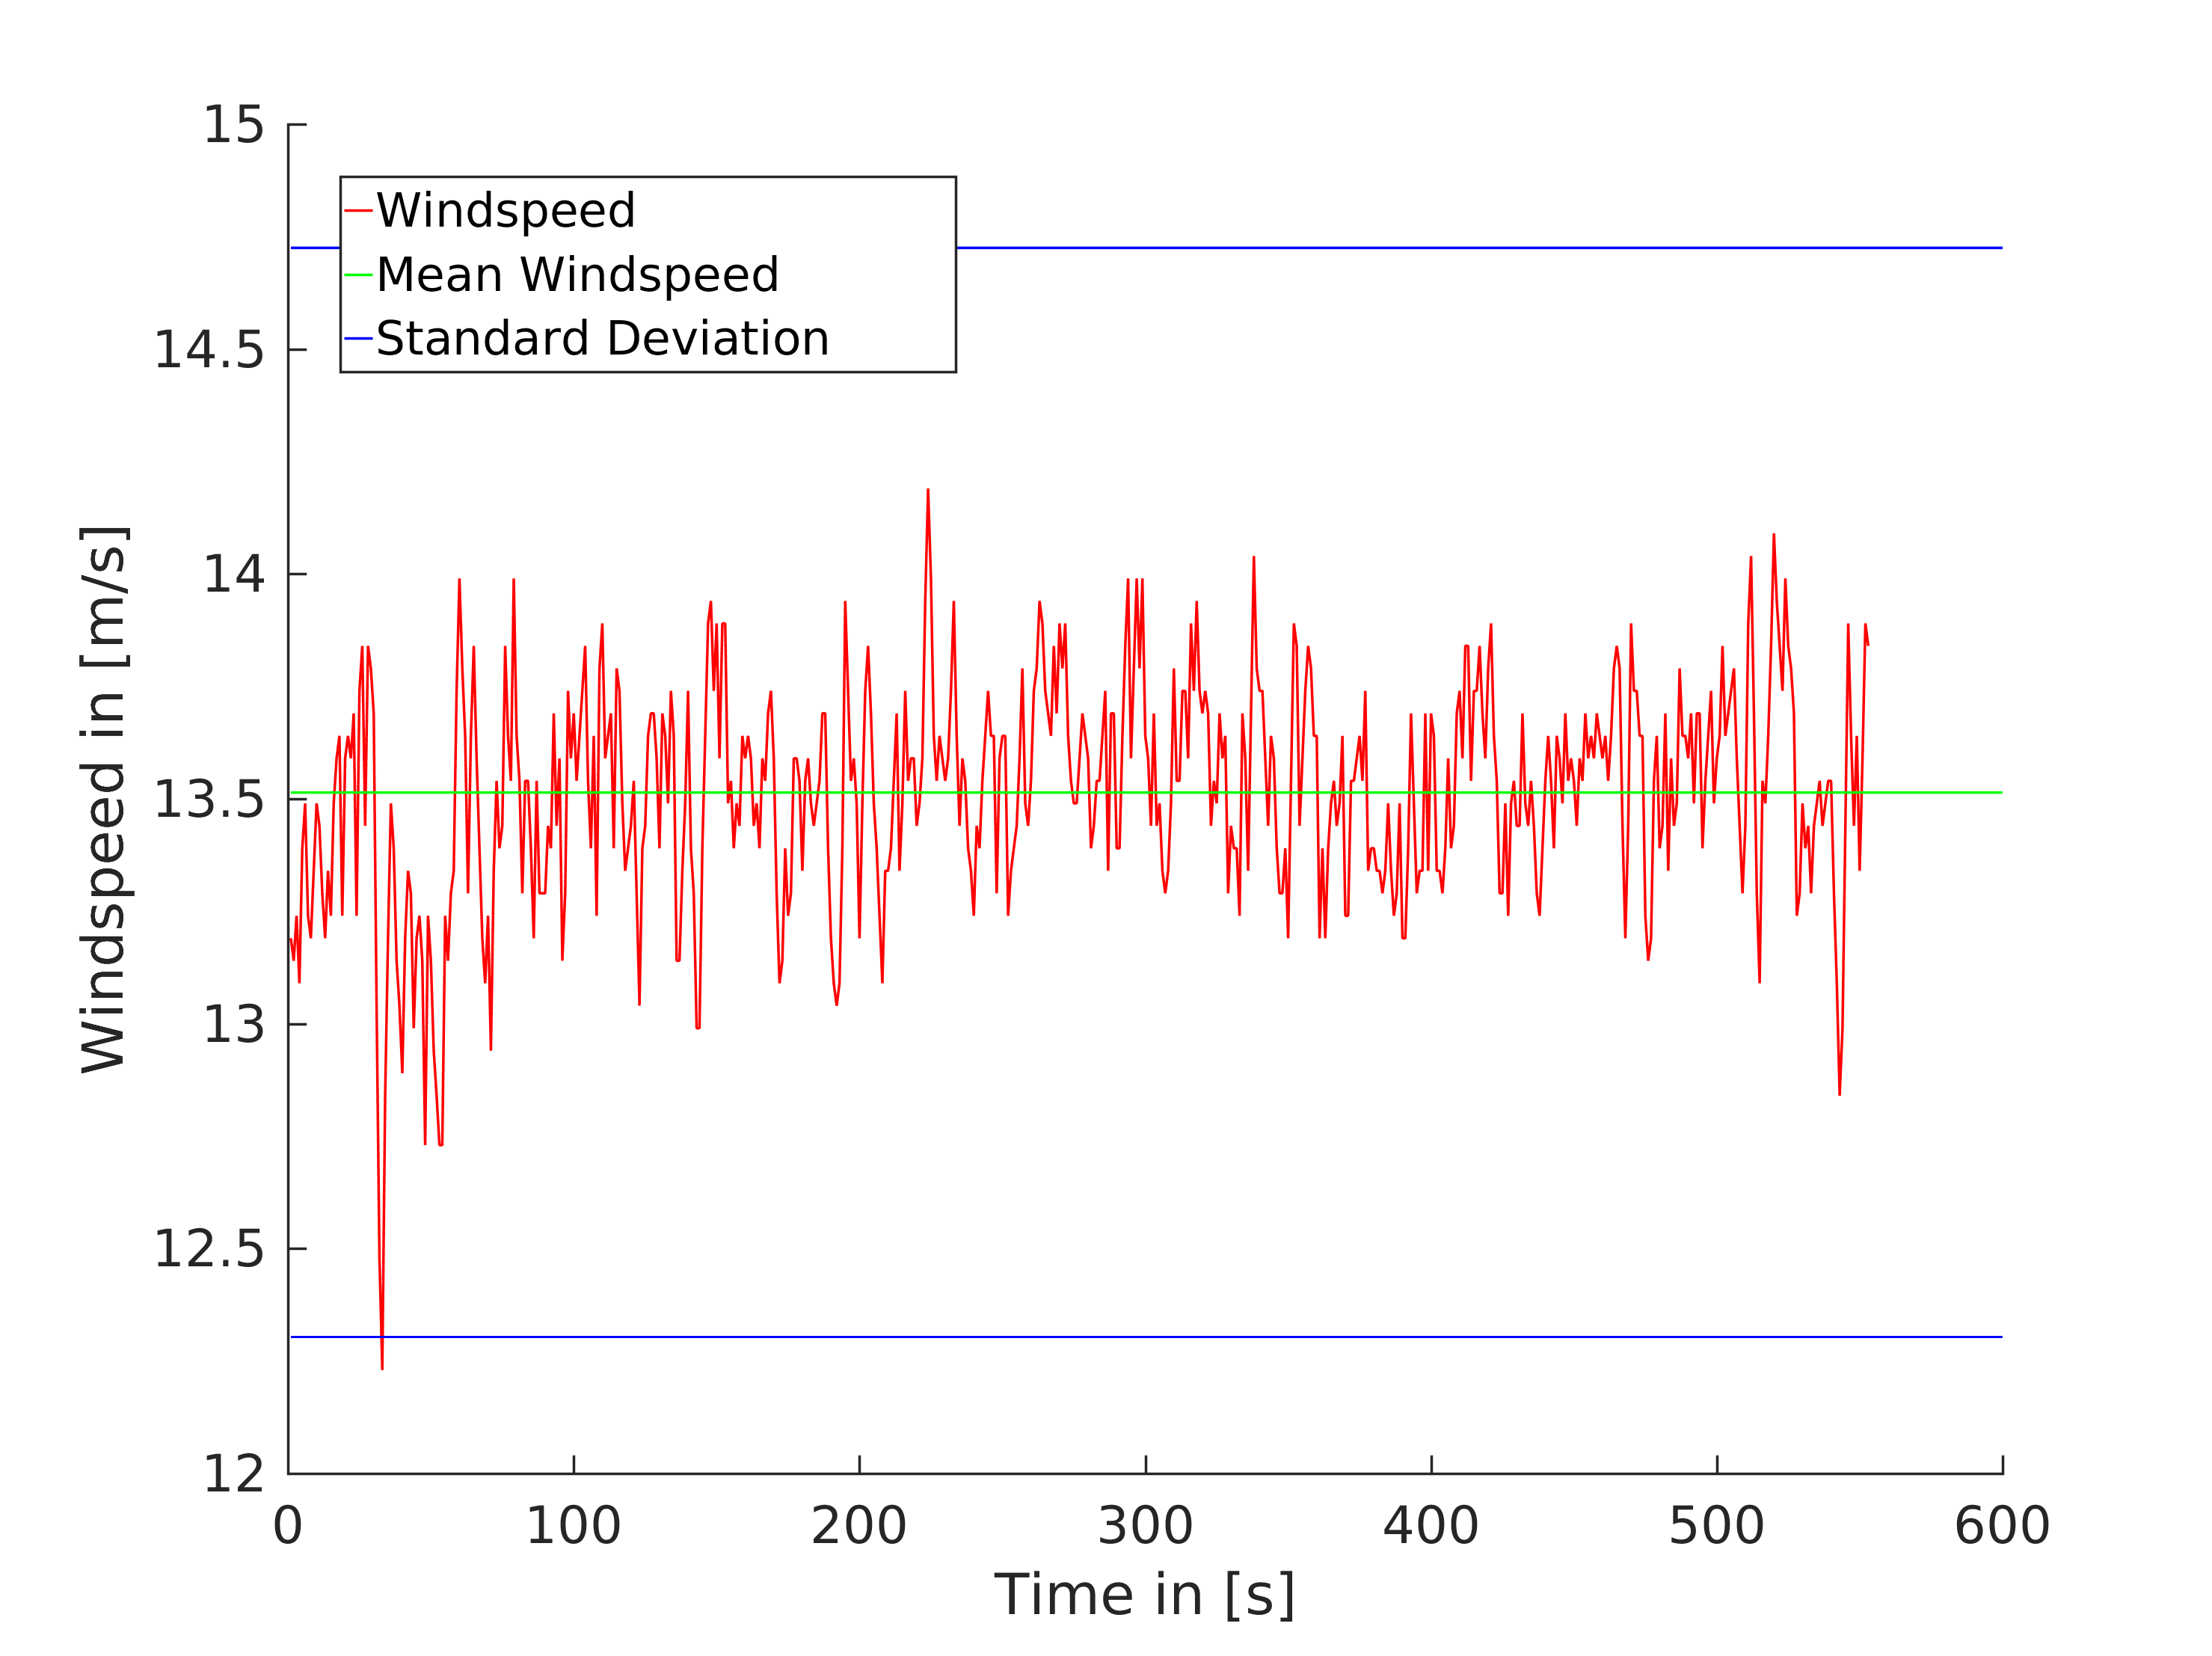 15
14.5
14
13.5
13
12.5
12
Windspeed in [m/s]
Windspeed
Mean Windspeed
Standard Deviation
0 100 200 300 400 500 600
Time in [s]